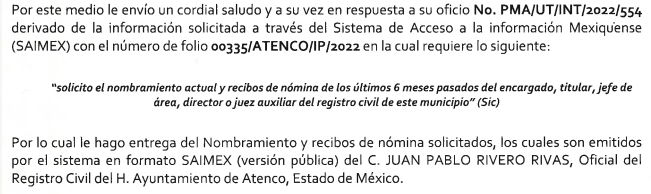 Por este medio le envío un cordial saludo y a su vez en respuesta a su oficio No. PMA/UT/INT/2022/554
derivado de la información solicitada a través del Sistema de Acceso a la información Mexiquense
(SAIMEX) con el número de folio 00335/ATENCO/IP/2022 en la cual requiere lo siguiente:
"solicito el nombramiento actual y recibos de nómina de los últimos 6 meses pasados del encargado, titular, jefe de
área, director o juez auxiliar del registro civil de este municipio" (Sic)
Por lo cual le hago entrega del Nombramiento y recibos de nómina solicitados, los cuales son emitidos
por el sistema en formato SAIMEX (versión pública) del C. JUAN PABLO RIVERO RIVAS, Oficial del
Registro Civil del H. Ayuntamiento de Atenco, Estado de México.